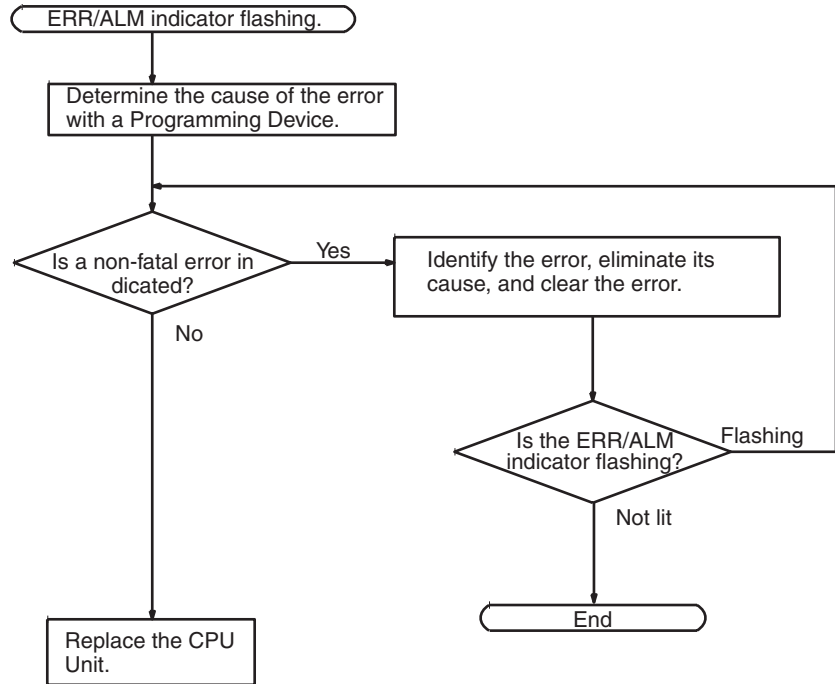 ERR/ALM indicator flashing.
Determine the cause of the error
with a Programming Device.
Is a non-fatal error in
dicated?
Yes
No
Identify the error, eliminate its
cause, and clear the error.
Is the ERR/ALM
indicator flashing?
Flashing
Not lit
End
Replace the CPU
Unit.